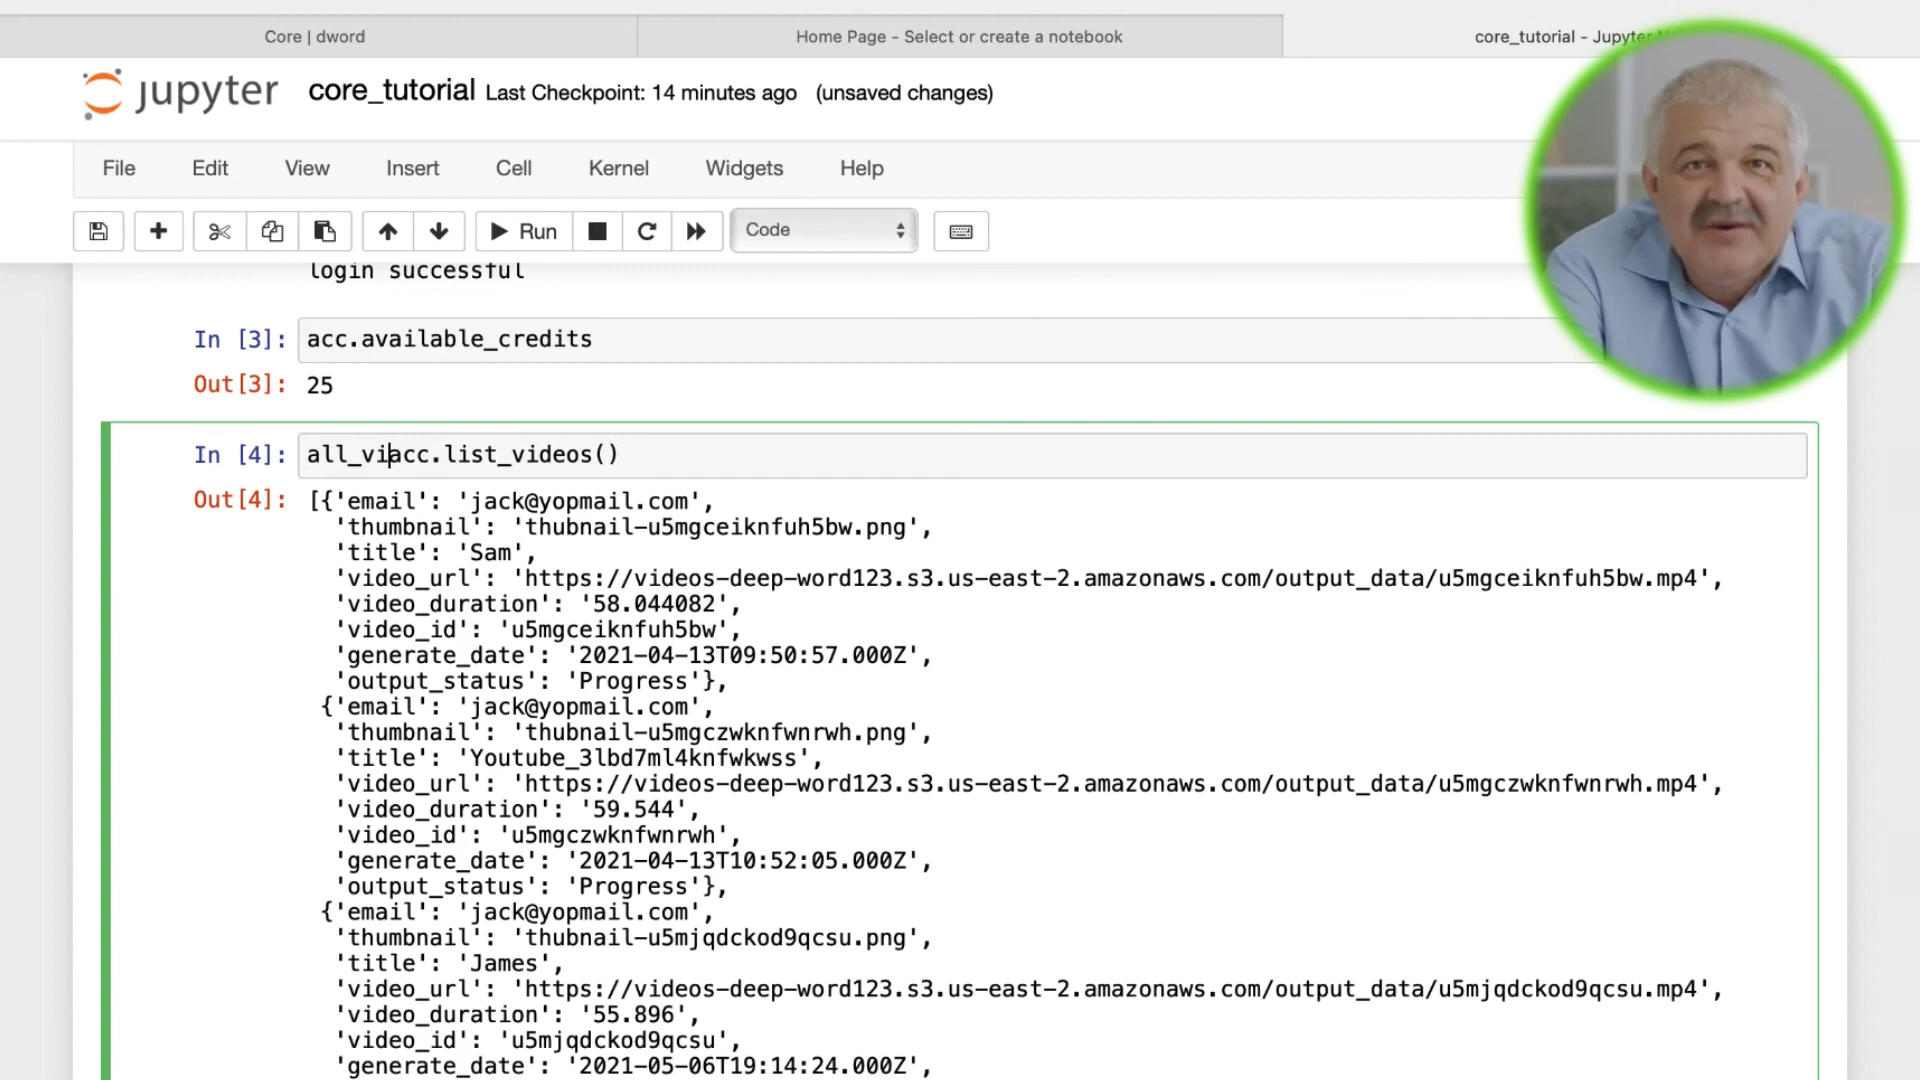 Core | dword
Home Page - Select or create a notebook
core_tutorial - Jupyter
jupyter core_tutorial Last Checkpoint: 14 minutes ago (unsaved changes)
File Edit View Insert Cell Kernel Widgets Help
Run Code
login successful
In [3]: acc.available_credits
Out[3]: 25
In [4]: all_viacc.list_videos()
Out[4]: [{'email': 'jack@yopmail.com',
'thumbnail': 'thubnail-u5mgceiknfuh5bw.png',
'title': 'Sam',
'video_url': 'https://videos-deep-word123.s3.us-east-2.amazonaws.com/output_data/u5mgceiknfuh5bw.mp4',
'video_duration': '58.044082',
'video_id': 'u5mgceiknfuh5bw',
'generate_date': '2021-04-13T09:50:57.000Z',
'output_status': 'Progress'},
{'email': 'jack@yopmail.com',
'thumbnail': 'thubnail-u5mgczwknfwnrwh.png',
'title': 'Youtube_3lbd7ml4knfwkwss',
'video_url': 'https://videos-deep-word123.s3.us-east-2.amazonaws.com/output_data/u5mgczwknfwnrwh.mp4',
'video_duration': '59.544',
'video_id': 'u5mgczwknfwnrwh',
'generate_date': '2021-04-13T10:52:05.000Z',
'output_status': 'Progress'},
{'email': 'jack@yopmail.com',
'thumbnail': 'thubnail-u5mjqdckod9qcsu.png',
'title': 'James',
'video_url': 'https://videos-deep-word123.s3.us-east-2.amazonaws.com/output_data/u5mjqdckod9qcsu.mp4',
'video_duration': '55.896',
'video_id': 'u5mjqdckod9qcsu',
'generate_date': '2021-05-06T19:14:24.000Z',